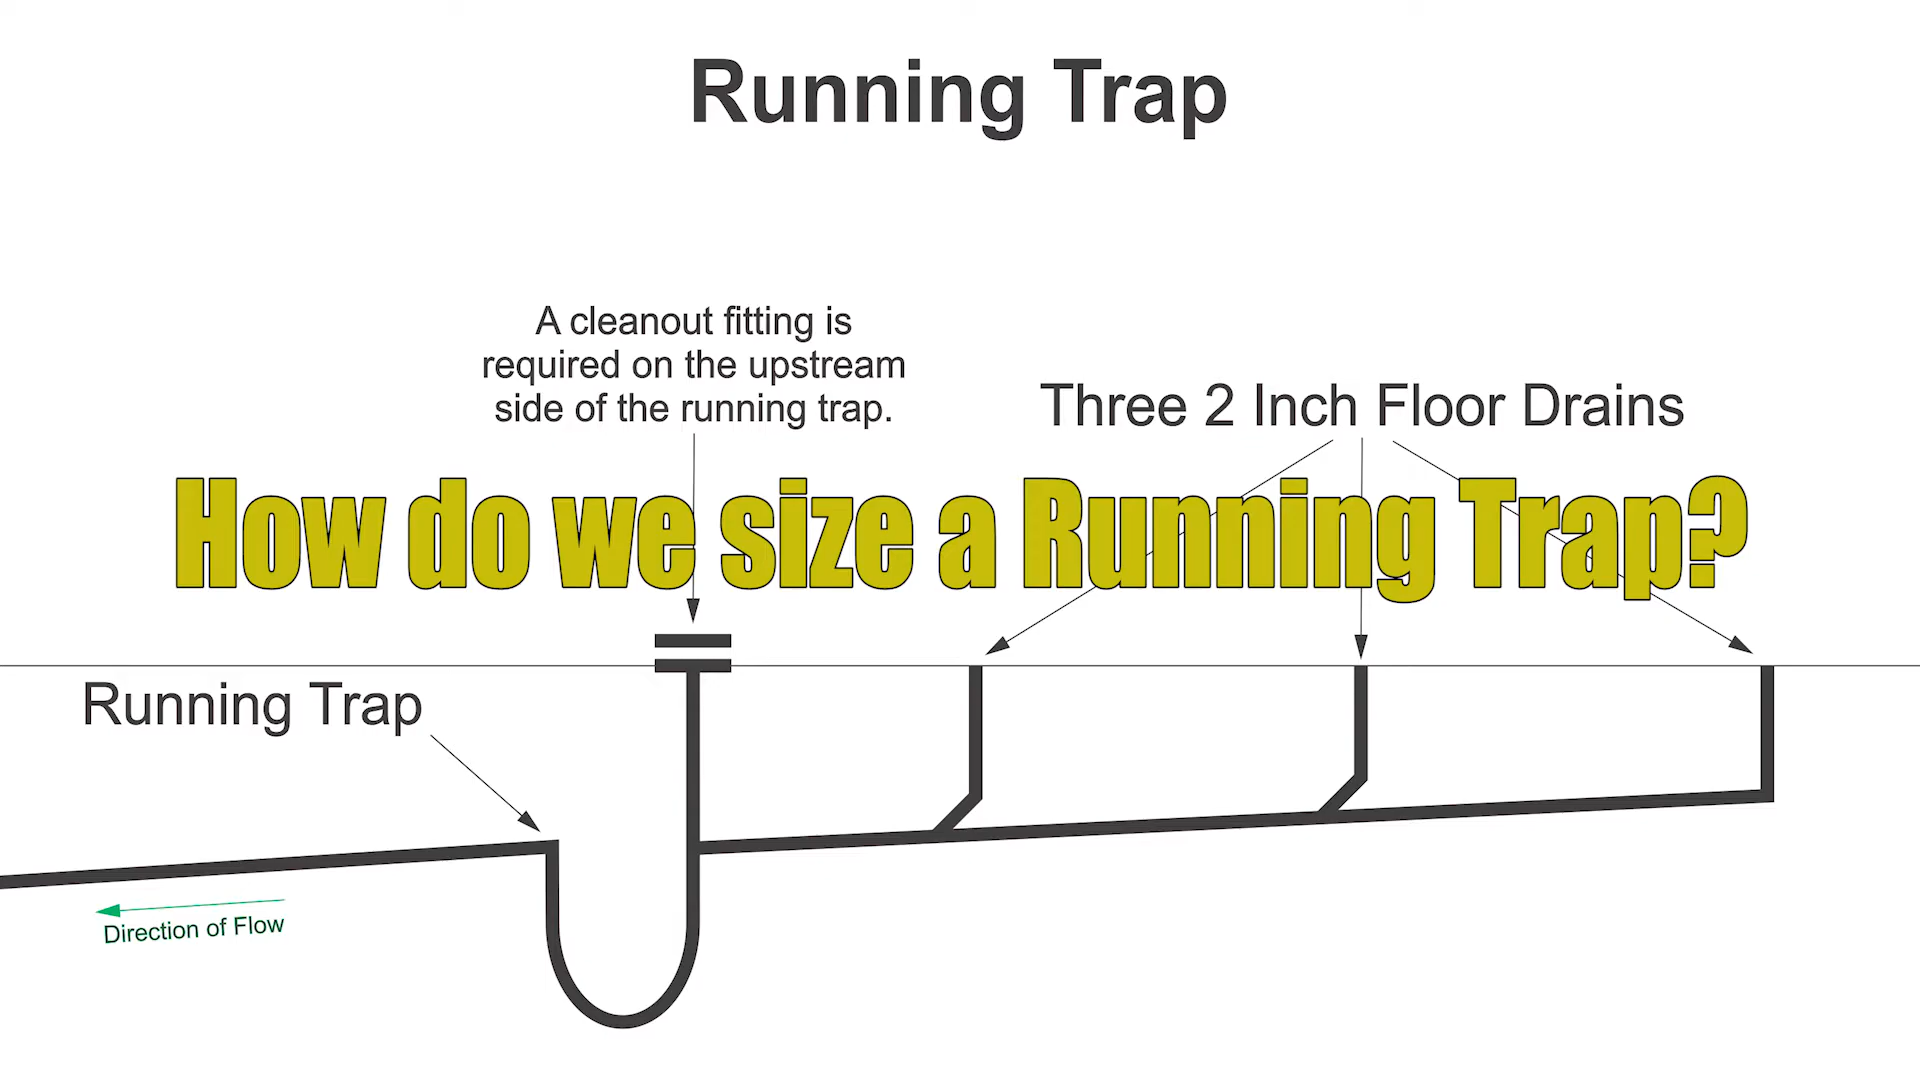 Running Trap
A cleanout fitting is
required on the upstream
side of the running trap.
Three 2 Inch Floor Drains
How do we size a Running Trap?
Running Trap
Direction of Flow